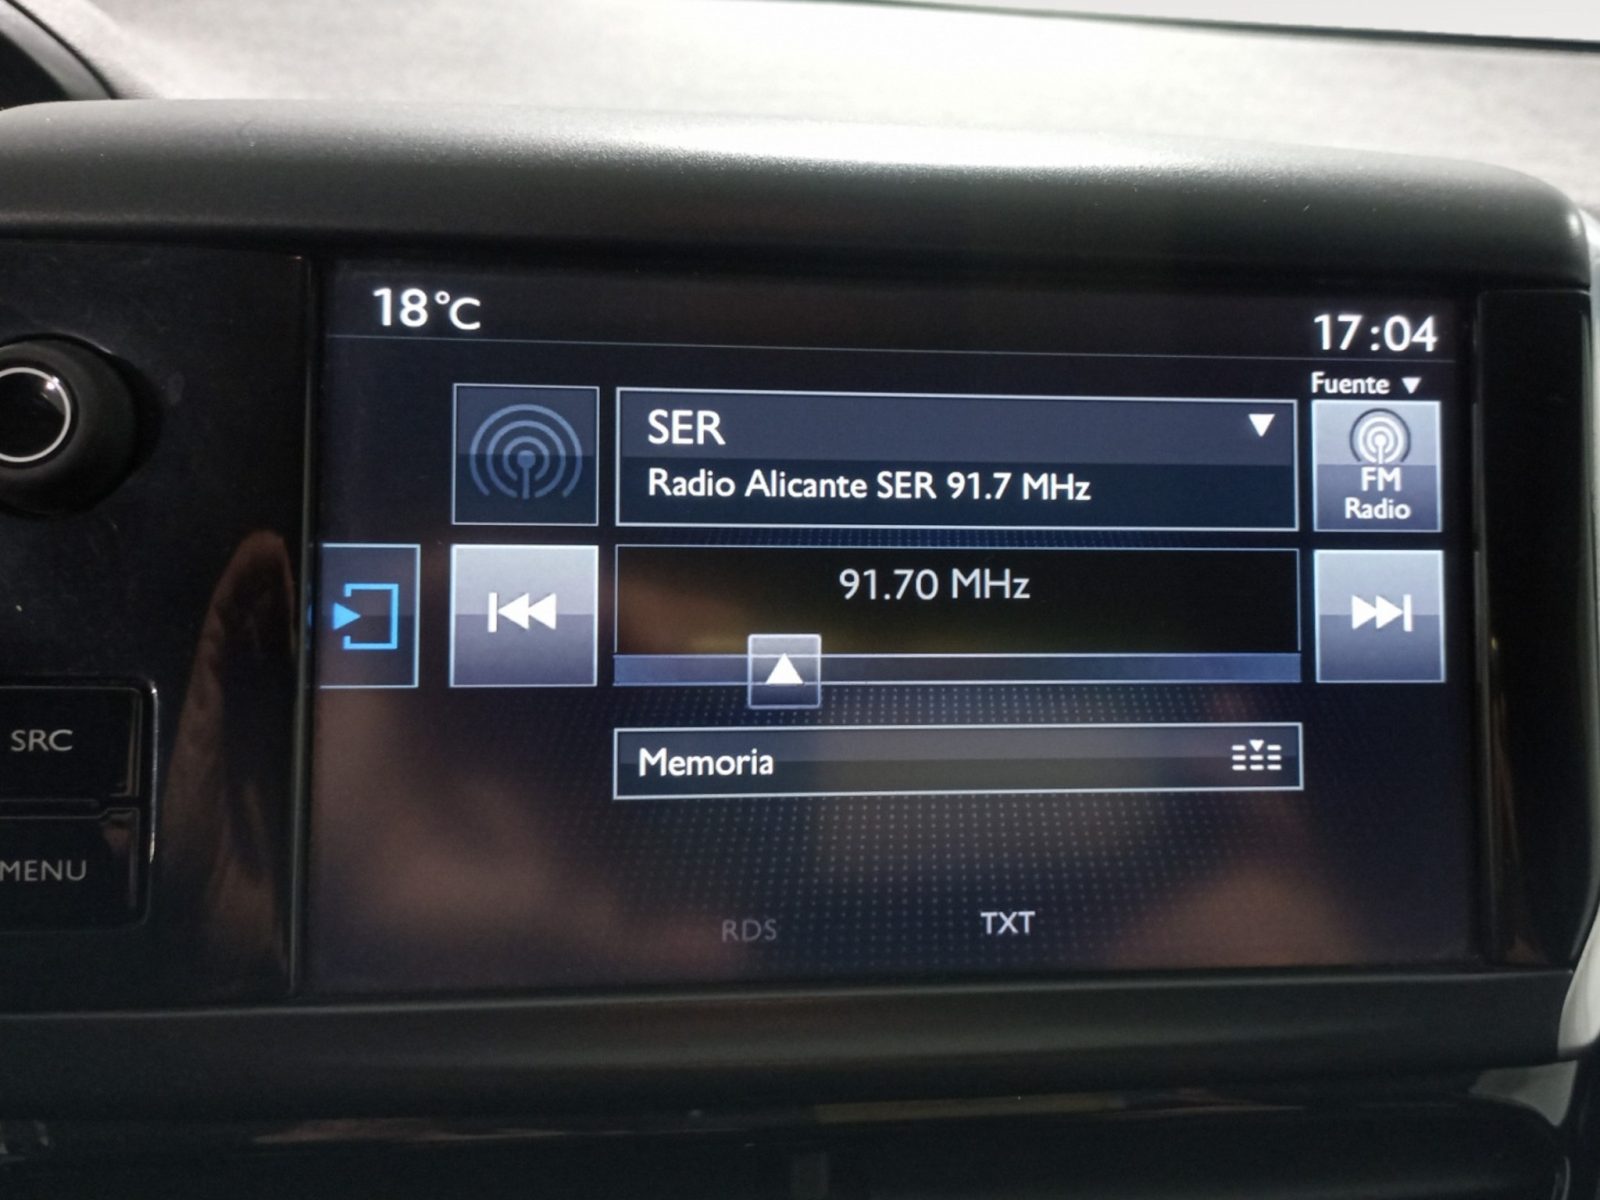 18°C
17:04
Fuente ▼
SER
Radio Alicante SER 91.7 MHz
FM
Radio
91.70 MHz
SRC
Memoria
MENU
RDS
TXT